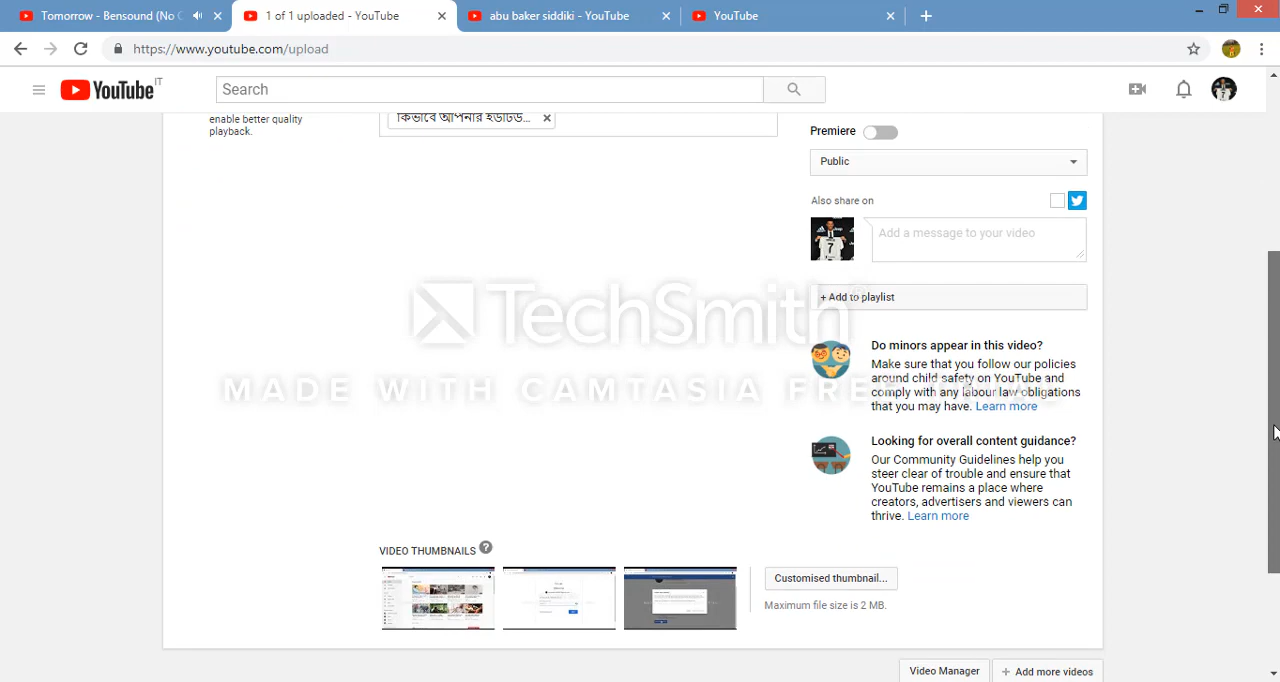 Tomorrow - Bensound (No C
1 of 1 uploaded - YouTube
abu baker siddiki - YouTube
YouTube
https://www.youtube.com/upload
YouTube IT
Search
enable better quality
playback.
কিভাবে আপনার ইউটিউ...
Premiere
Public
Also share on
Add a message to your video
+ Add to playlist
TechSmith
MADE WITH CAMTASIA FREE TRIAL
Do minors appear in this video?
Make sure that you follow our policies
around child safety on YouTube and
comply with any labour law obligations
that you may have. Learn more
Looking for overall content guidance?
Our Community Guidelines help you
steer clear of trouble and ensure that
YouTube remains a place where
creators, advertisers and viewers can
thrive. Learn more
VIDEO THUMBNAILS ?
Customised thumbnail...
Maximum file size is 2 MB.
Video Manager
+ Add more videos